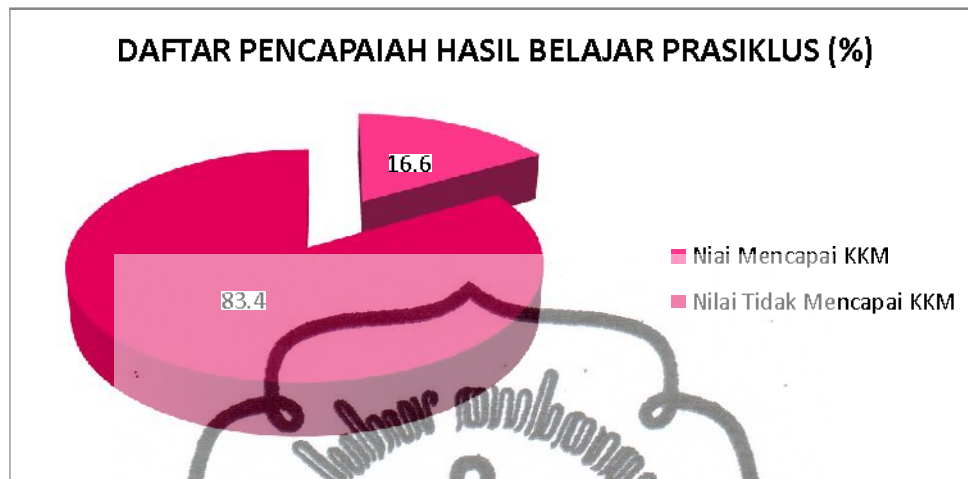 DAFTAR PENCAPAIAH HASIL BELAJAR PRASIKLUS (%)
16.6
83.4
Niai Mencapai KKM
Nilai Tidak Mencapai KKM